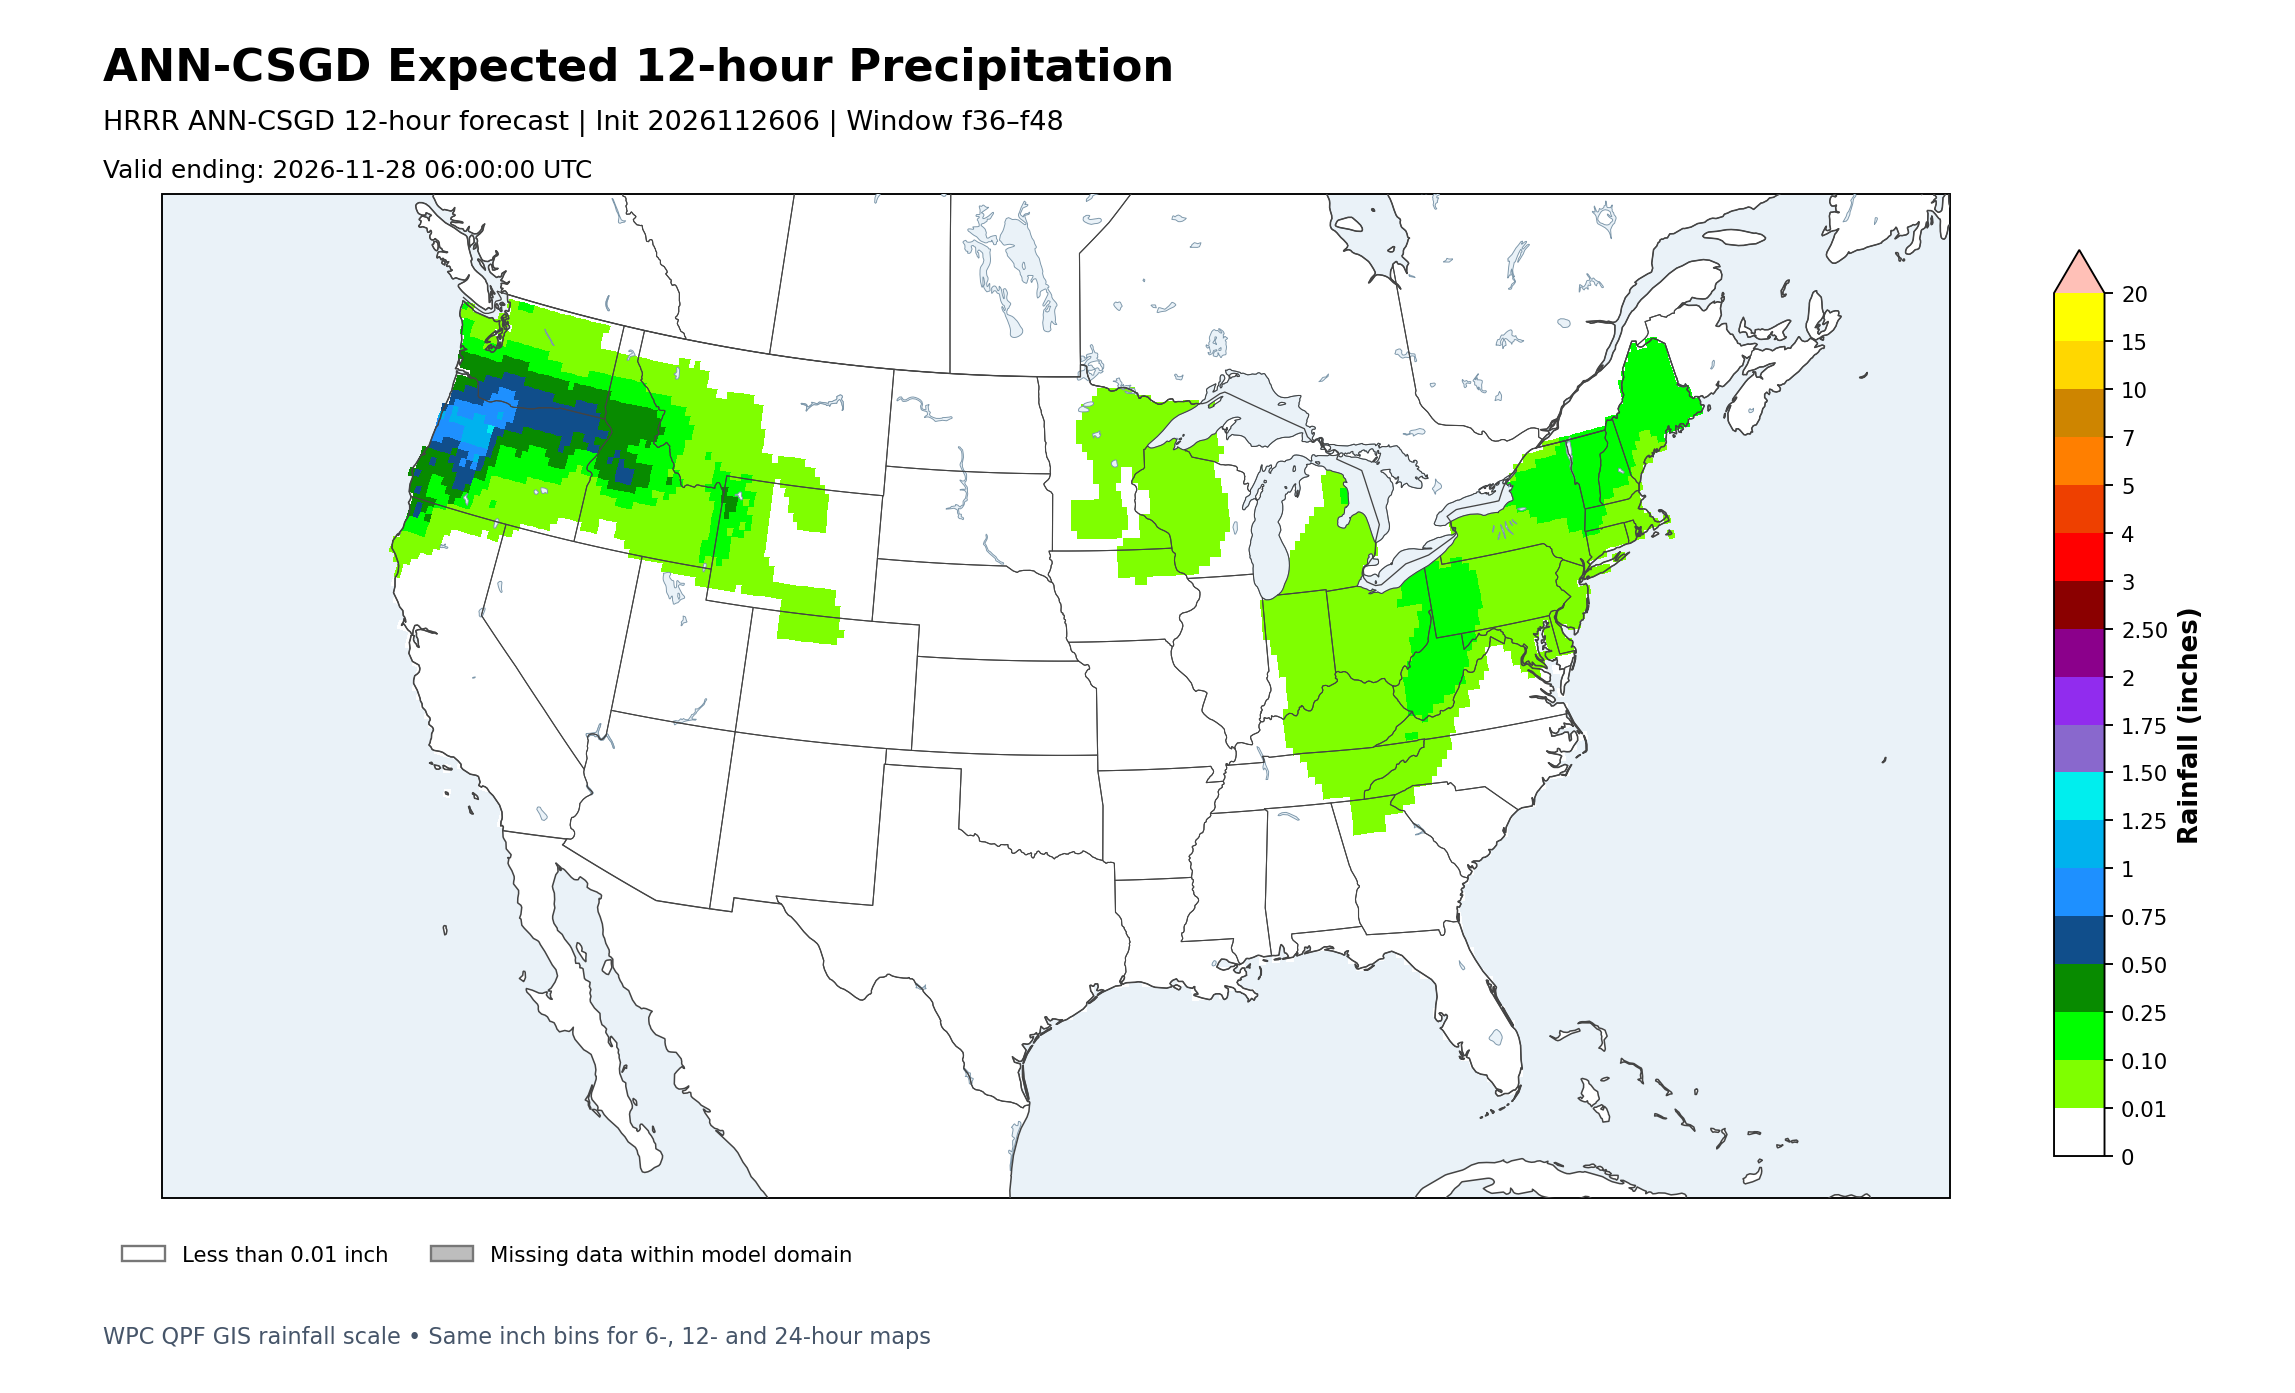 ANN-CSGD Expected 12-hour Precipitation
HRRR ANN-CSGD 12-hour forecast | Init 2026112606 | Window f36–f48
Valid ending: 2026-11-28 06:00:00 UTC
20
15
10
7
5
4
3
2.50
2
1.75
1.50
1.25
1
0.75
0.50
0.25
0.10
0.01
0
Rainfall (inches)
Less than 0.01 inch
Missing data within model domain
WPC QPF GIS rainfall scale • Same inch bins for 6-, 12- and 24-hour maps